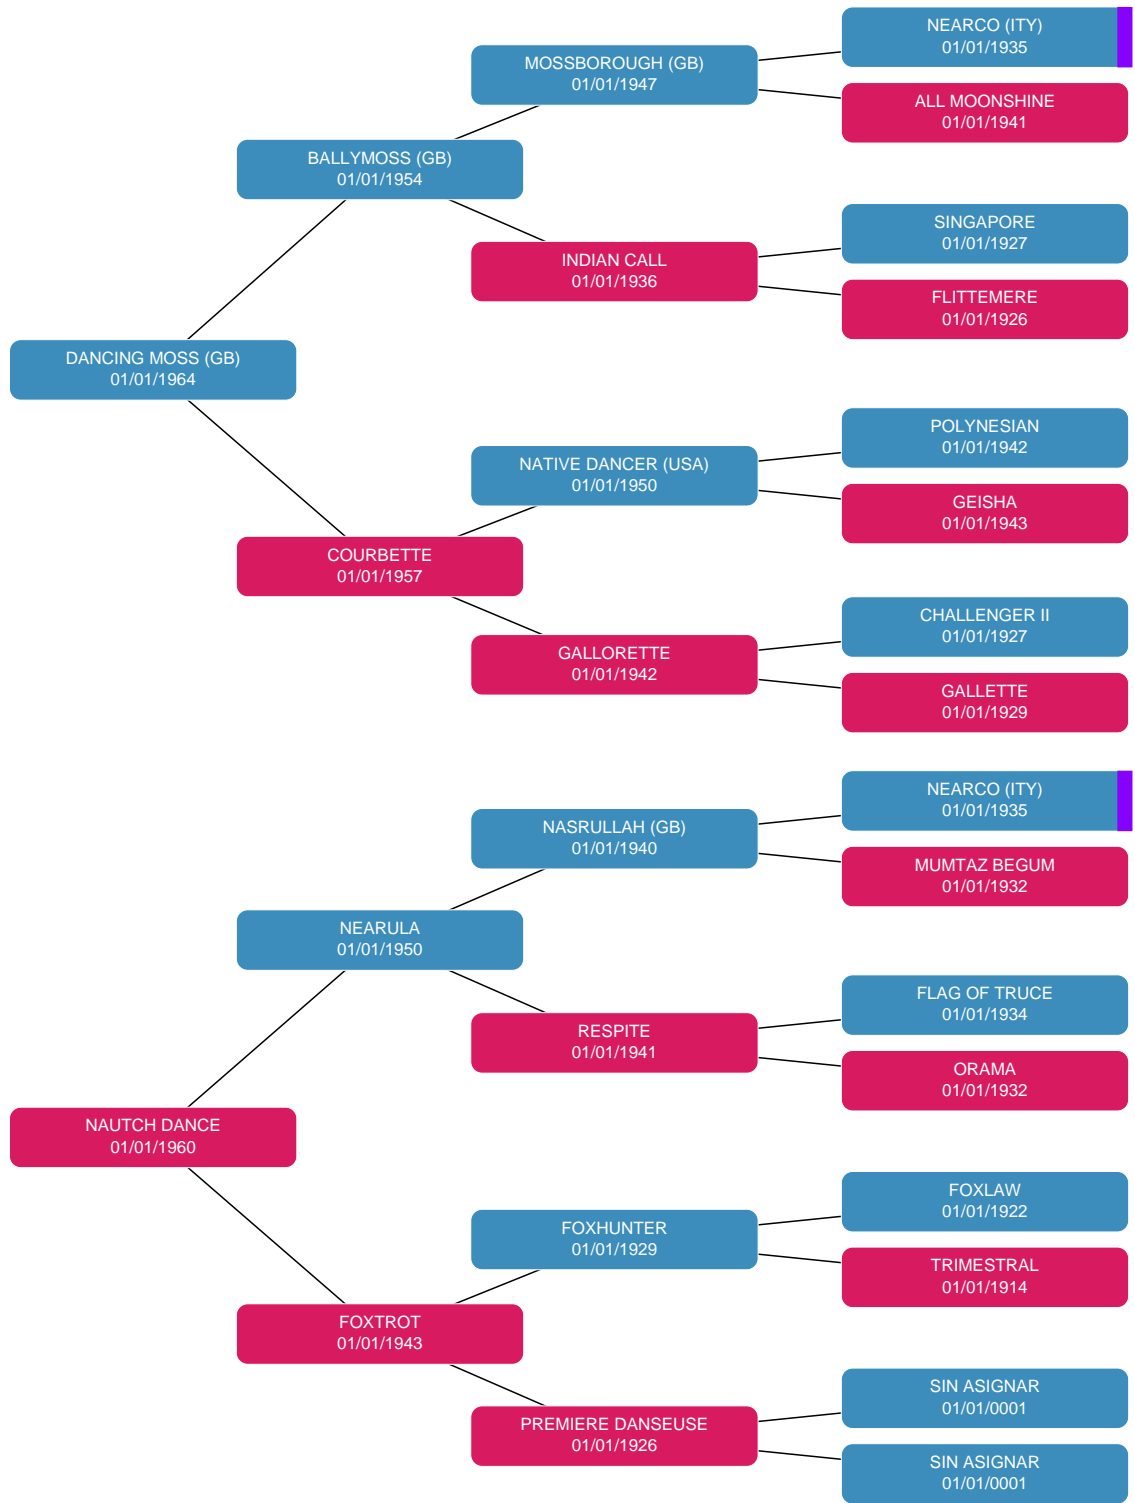 NEARCO (ITY)
01/01/1935
MOSSBOROUGH (GB)
01/01/1947
ALL MOONSHINE
01/01/1941
BALLYMOSS (GB)
01/01/1954
SINGAPORE
01/01/1927
INDIAN CALL
01/01/1936
FLITTEMERE
01/01/1926
DANCING MOSS (GB)
01/01/1964
POLYNESIAN
01/01/1942
NATIVE DANCER (USA)
01/01/1950
GEISHA
01/01/1943
COURBETTE
01/01/1957
CHALLENGER II
01/01/1927
GALLORETTE
01/01/1942
GALLETTE
01/01/1929
NEARCO (ITY)
01/01/1935
NASRULLAH (GB)
01/01/1940
MUMTAZ BEGUM
01/01/1932
NEARULA
01/01/1950
FLAG OF TRUCE
01/01/1934
RESPITE
01/01/1941
ORAMA
01/01/1932
NAUTCH DANCE
01/01/1960
FOXLAW
01/01/1922
FOXHUNTER
01/01/1929
TRIMESTRAL
01/01/1914
FOXTROT
01/01/1943
SIN ASIGNAR
01/01/0001
PREMIERE DANSEUSE
01/01/1926
SIN ASIGNAR
01/01/0001